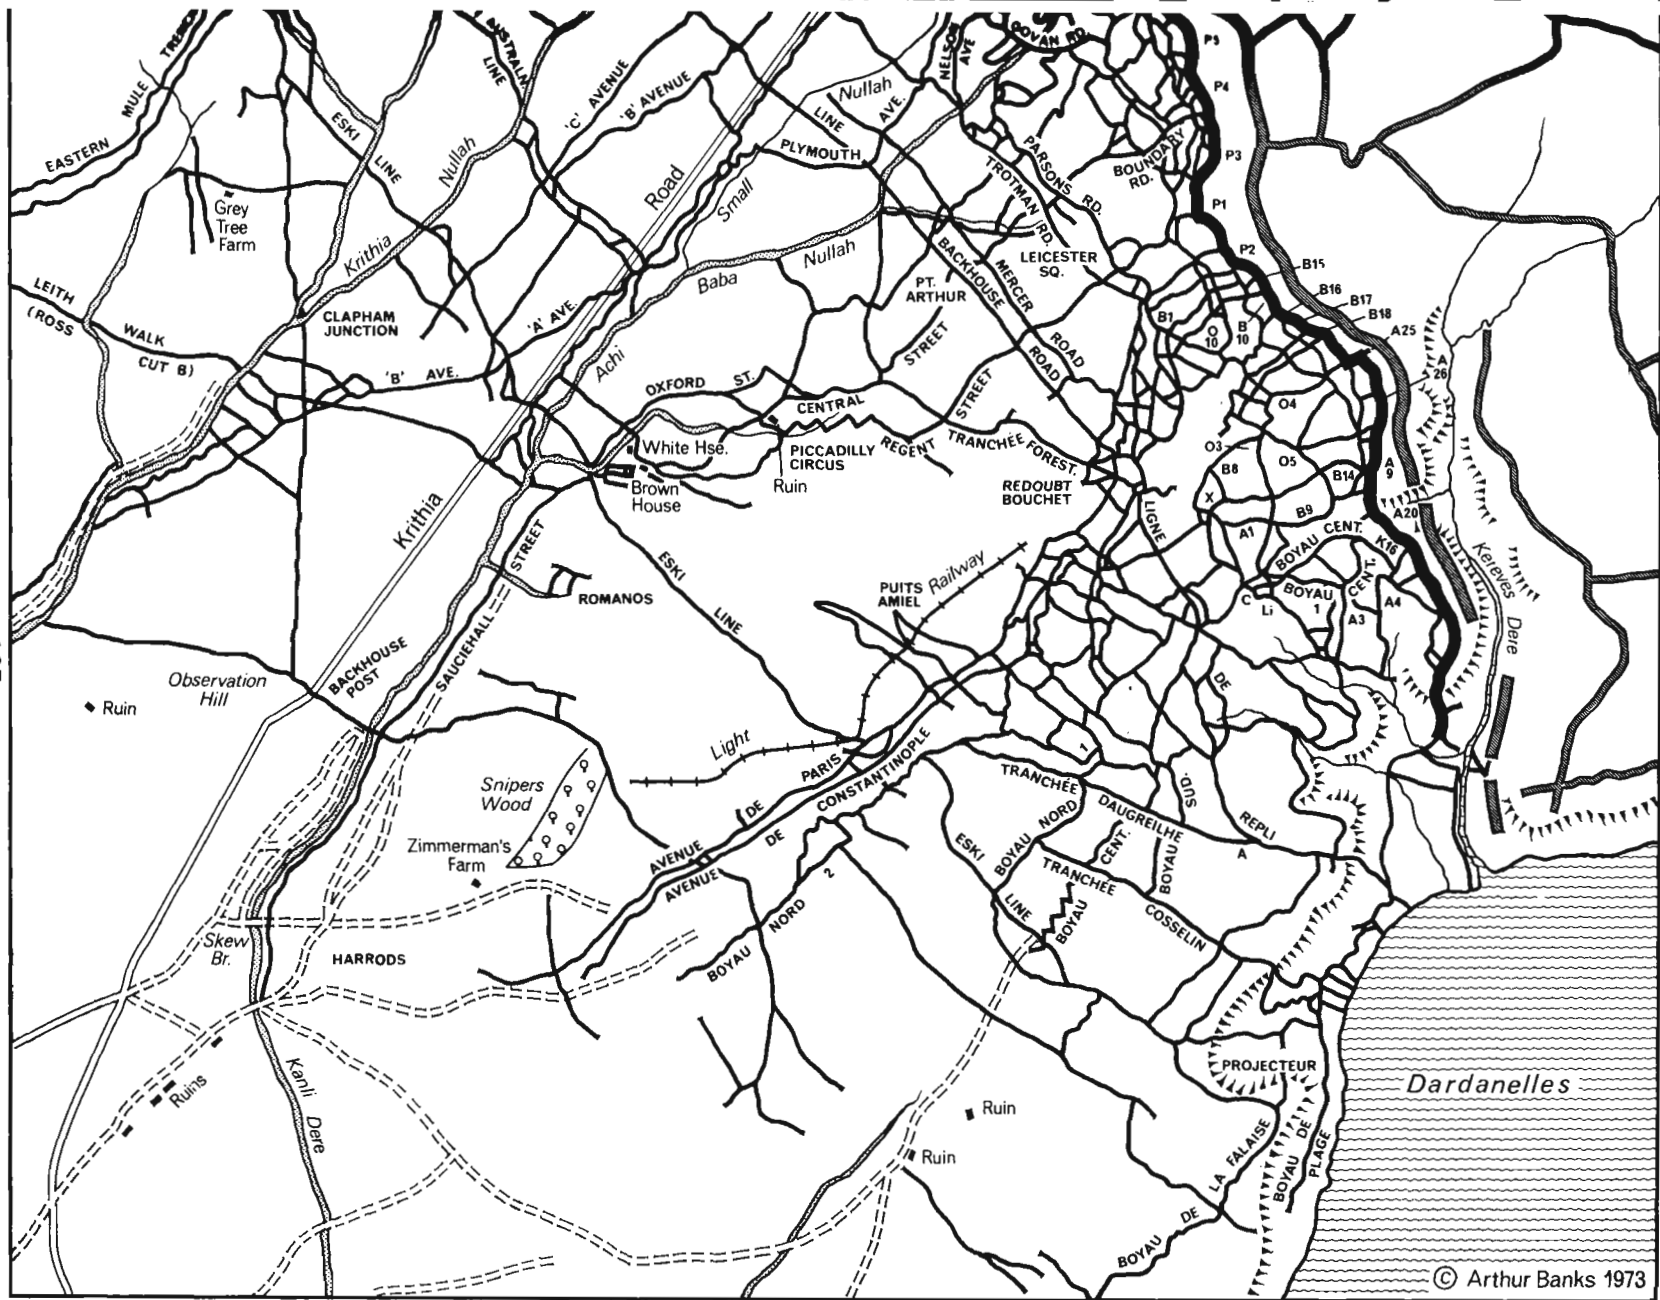 EASTERN
MULE
TRENCH
AUSTRALN
LINE
'C' AVENUE
'B' AVENUE
NELSON
AVE
GOVAN RD.
P5
P4
P3
P1
P2
Nullah
LINE
AVE.
PLYMOUTH
ESKI
LINE
Krithia
Nullah
Road
Small
TROTMAN RD.
PARSONS
RD.
BOUNDARY
RD.
Grey
Tree
Farm
LEITH
WALK
(ROSS
CUT B)
CLAPHAM
JUNCTION
'A' AVE.
'B' AVE.
Achi
Baba
Nullah
PT.
ARTHUR
BACKHOUSE
ROAD
MERCER
ROAD
LEICESTER
SQ.
B15
B16
B17
B18
A25
A
26
B1
O
10
B
10
OXFORD ST.
CENTRAL
STREET
REGENT
STREET
TRANCHÉE FOREST.
White Hse.
Brown
House
PICCADILLY
CIRCUS
Ruin
REDOUBT
BOUCHET
O4
O3
B8
O5
B14
A
9
X
A1
B9
A20
BOYAU CENT.
K16
Kereves
Dere
LIGNE
DE
REPLI
Krithia
SAUCIEHALL STREET
ROMANOS
ESKI
LINE
PUITS
AMIEL
Light
Railway
C
Li
BOYAU
1
CENT.
A3
A4
Observation
Hill
Ruin
BACKHOUSE
POST
Snipers
Wood
Zimmerman's
Farm
AVENUE DE PARIS
AVENUE DE CONSTANTINOPLE
1
TRANCHÉE
DAUGREILHE
SUD.
A
ESKI
LINE
BOYAU NORD
TRANCHÉE
COSSELIN
CENT.
BOYAU
BOYAU
BOYAU NORD 2
Skew
Br.
HARRODS
Ruins
Kanli
Dere
Ruin
Ruin
PROJECTEUR
BOYAU DE LA FALAISE
BOYAU DE PLAGE
Dardanelles
© Arthur Banks 1973